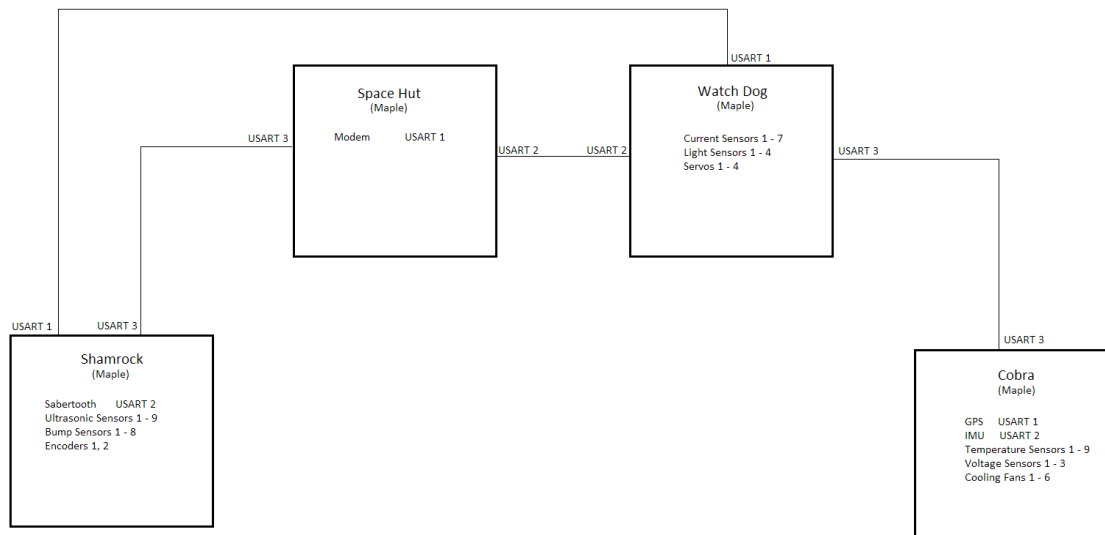 USART 1
Space Hut
(Maple)
Modem USART 1
Watch Dog
(Maple)
Current Sensors 1 - 7
Light Sensors 1 - 4
Servos 1 - 4
USART 3
USART 2
USART 2
USART 3
USART 1
USART 3
Shamrock
(Maple)
Sabertooth USART 2
Ultrasonic Sensors 1 - 9
Bump Sensors 1 - 8
Encoders 1, 2
USART 3
Cobra
(Maple)
GPS USART 1
IMU USART 2
Temperature Sensors 1 - 9
Voltage Sensors 1 - 3
Cooling Fans 1 - 6